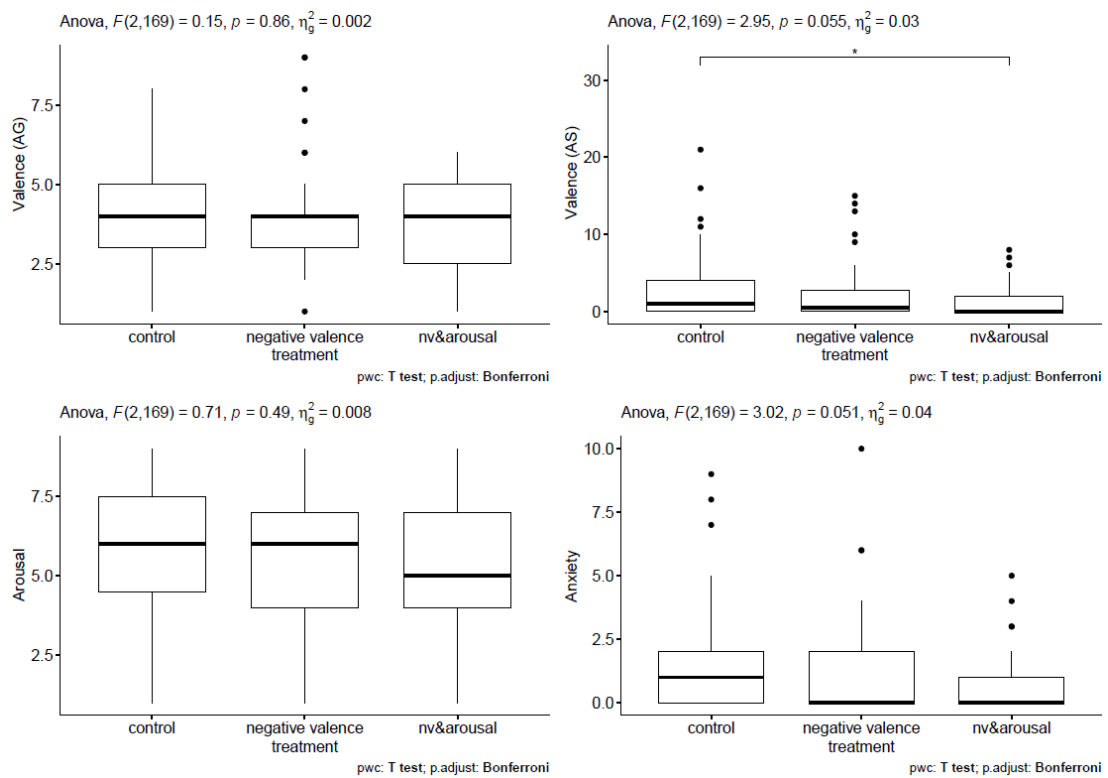 Anova, F(2,169) = 0.15, p = 0.86, η²g = 0.002
Valence (AG)
7.5
5.0
2.5
control
negative valence
nv&arousal
treatment
pwc: T test; p.adjust: Bonferroni
Anova, F(2,169) = 2.95, p = 0.055, η²g = 0.03
*
Valence (AS)
30
20
10
0
control
negative valence
nv&arousal
treatment
pwc: T test; p.adjust: Bonferroni
Anova, F(2,169) = 0.71, p = 0.49, η²g = 0.008
Arousal
7.5
5.0
2.5
control
negative valence
nv&arousal
treatment
pwc: T test; p.adjust: Bonferroni
Anova, F(2,169) = 3.02, p = 0.051, η²g = 0.04
Anxiety
10.0
7.5
5.0
2.5
0.0
control
negative valence
nv&arousal
treatment
pwc: T test; p.adjust: Bonferroni